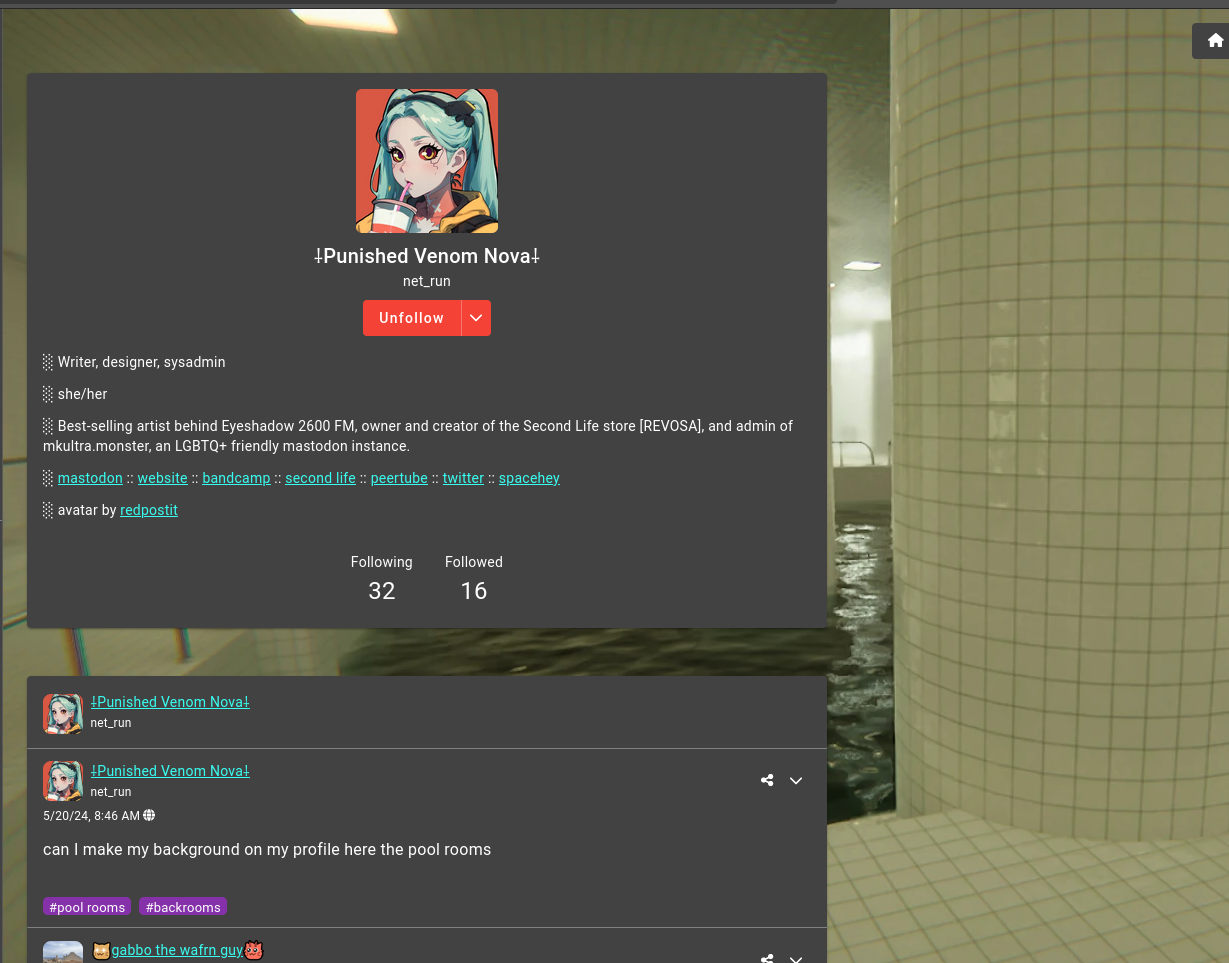 ⸸Punished Venom Nova⸸
net_run
Unfollow
░ Writer, designer, sysadmin
░ she/her
░ Best-selling artist behind Eyeshadow 2600 FM, owner and creator of the Second Life store [REVOSA], and admin of
mkultra.monster, an LGBTQ+ friendly mastodon instance.
░ mastodon :: website :: bandcamp :: second life :: peertube :: twitter :: spacehey
░ avatar by redpostit
Following Followed
32 16
⸸Punished Venom Nova⸸
net_run
⸸Punished Venom Nova⸸
net_run
5/20/24, 8:46 AM
can I make my background on my profile here the pool rooms
#pool rooms #backrooms
gabbo the wafrn guy